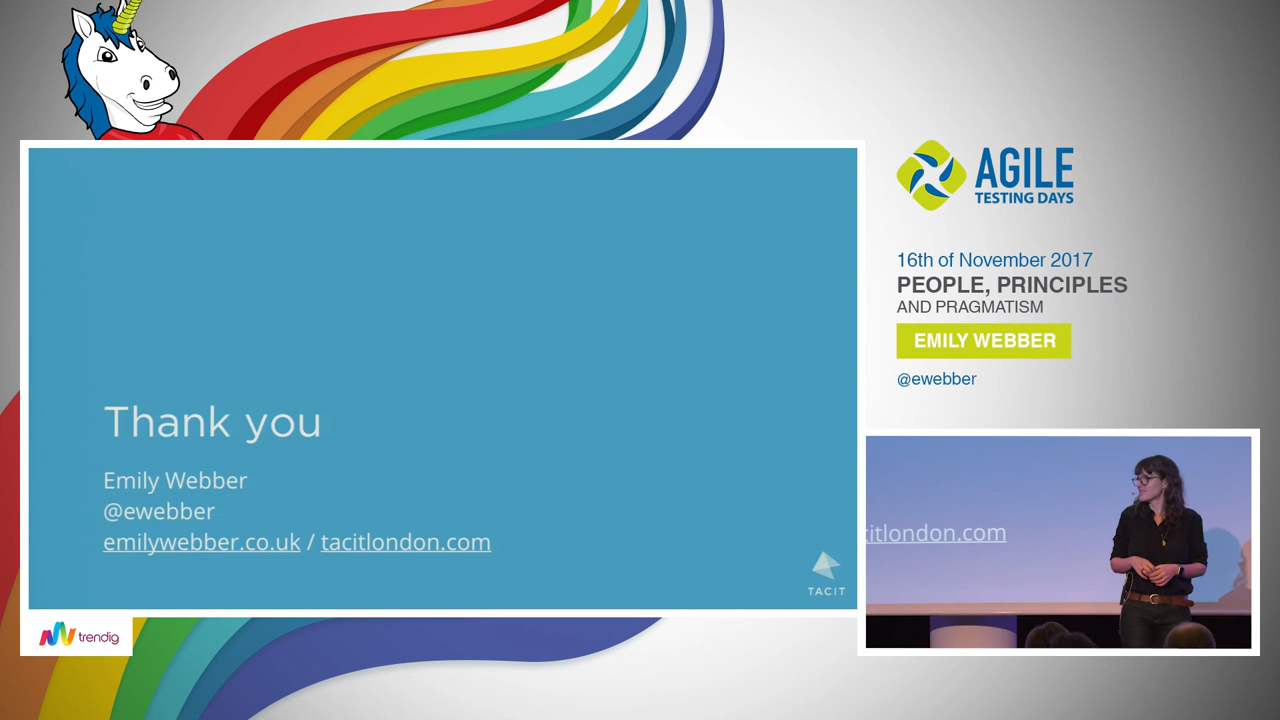 Thank you
Emily Webber
@ewebber
emilywebber.co.uk / tacitlondon.com
TACIT
trendig
AGILE
TESTING DAYS
16th of November 2017
PEOPLE, PRINCIPLES
AND PRAGMATISM
EMILY WEBBER
@ewebber
citlondon.com